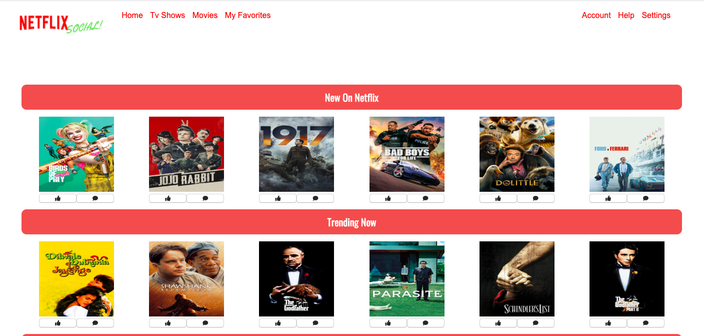 NETFLIX SOCIAL!
Home Tv Shows Movies My Favorites
Account Help Settings
New On Netflix
BIRDS OF PREY
JOJO RABBIT
1917
BAD BOYS FOR LIFE
DOLITTLE
FORD v FERRARI
Trending Now
Dilwale Dulhania Jayenge
SHAWSHANK
The Godfather
PARASITE
SCHINDLER'S LIST
The Godfather PART II